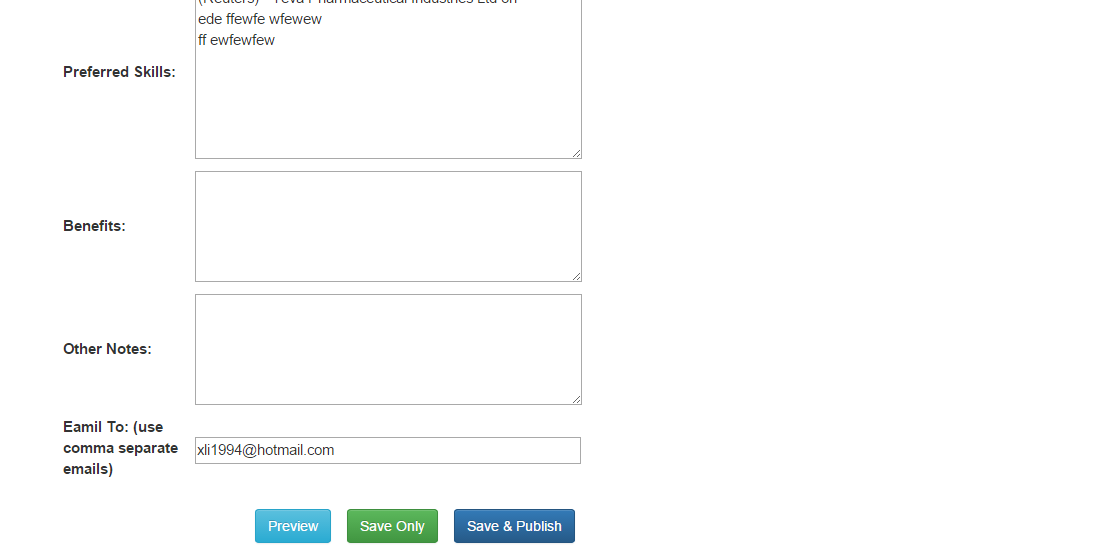 ede ffewfe wfewew
ff ewfewfew
Preferred Skills:
Benefits:
Other Notes:
Eamil To: (use
comma separate
emails)
xli1994@hotmail.com
Preview
Save Only
Save & Publish